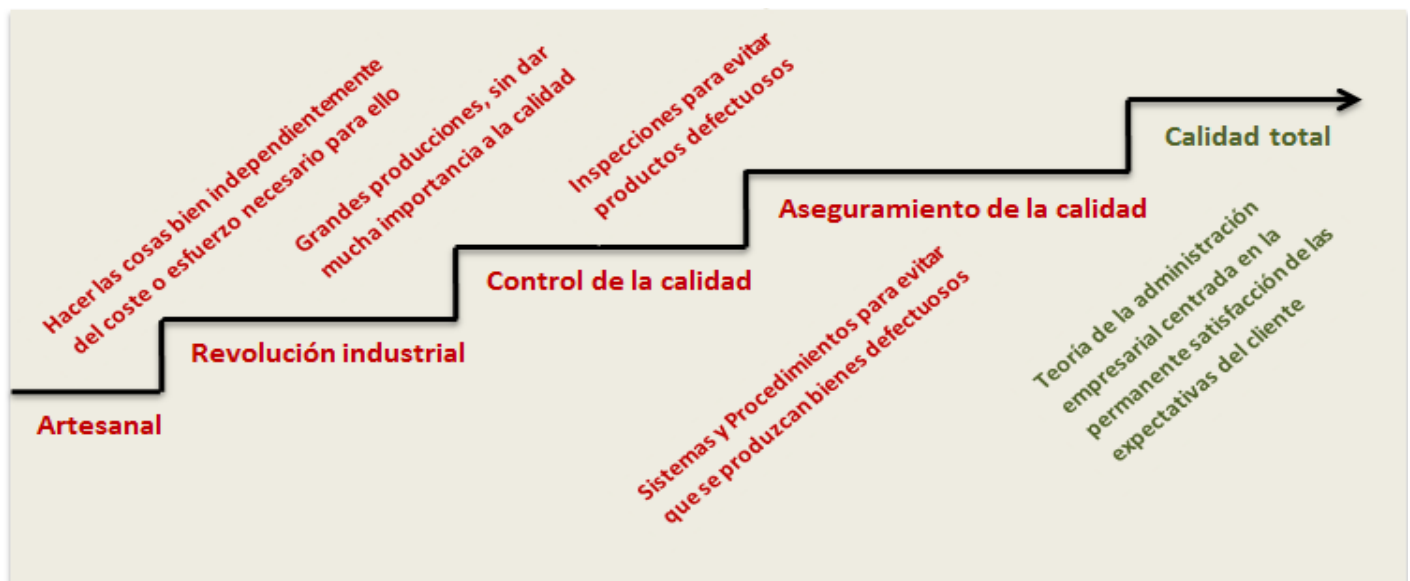 Hacer las cosas bien independientemente
del coste o esfuerzo necesario para ello
Artesanal
Grandes producciones, sin dar
mucha importancia a la calidad
Revolución industrial
Inspecciones para evitar
productos defectuosos
Control de la calidad
Aseguramiento de la calidad
Sistemas y Procedimientos para evitar
que se produzcan bienes defectuosos
Calidad total
Teoría de la administración
empresarial centrada en la
permanente satisfacción de las
expectativas del cliente